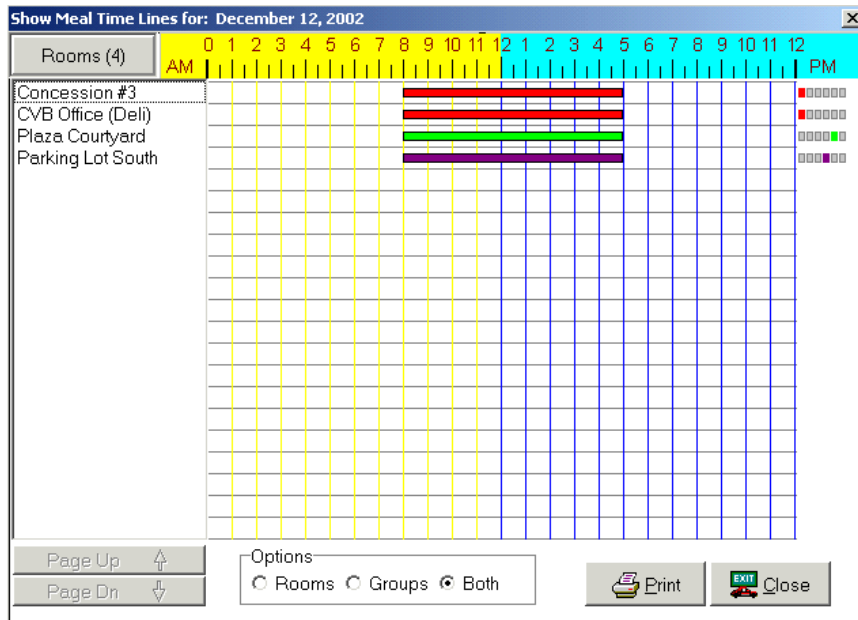 Show Meal Time Lines for: December 12, 2002
Rooms (4)
AM 0 1 2 3 4 5 6 7 8 9 10 11 12 1 2 3 4 5 6 7 8 9 10 11 12 PM
Concession #3
CVB Office (Deli)
Plaza Courtyard
Parking Lot South
Page Up
Page Dn
Options
Rooms Groups Both
Print
EXIT Close